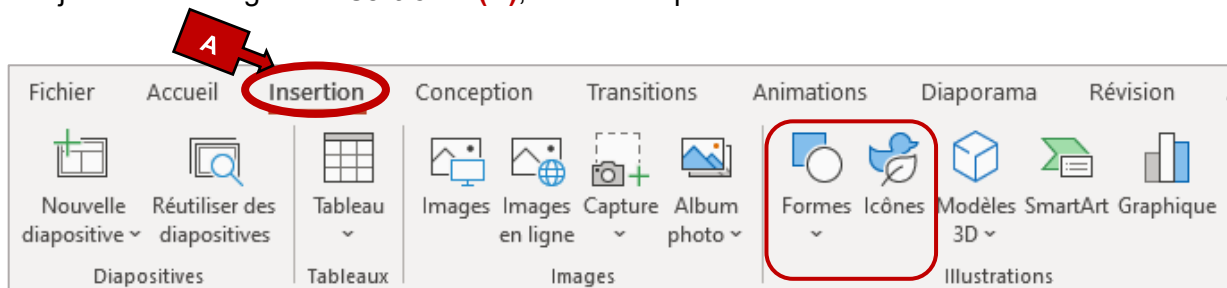 A
Fichier Accueil Insertion Conception Transitions Animations Diaporama Révision
Nouvelle Réutiliser des Tableau Images Images Capture Album Formes Icônes Modèles SmartArt Graphique
diapositive diapositives en ligne photo 3D
Diapositives Tableaux Images Illustrations